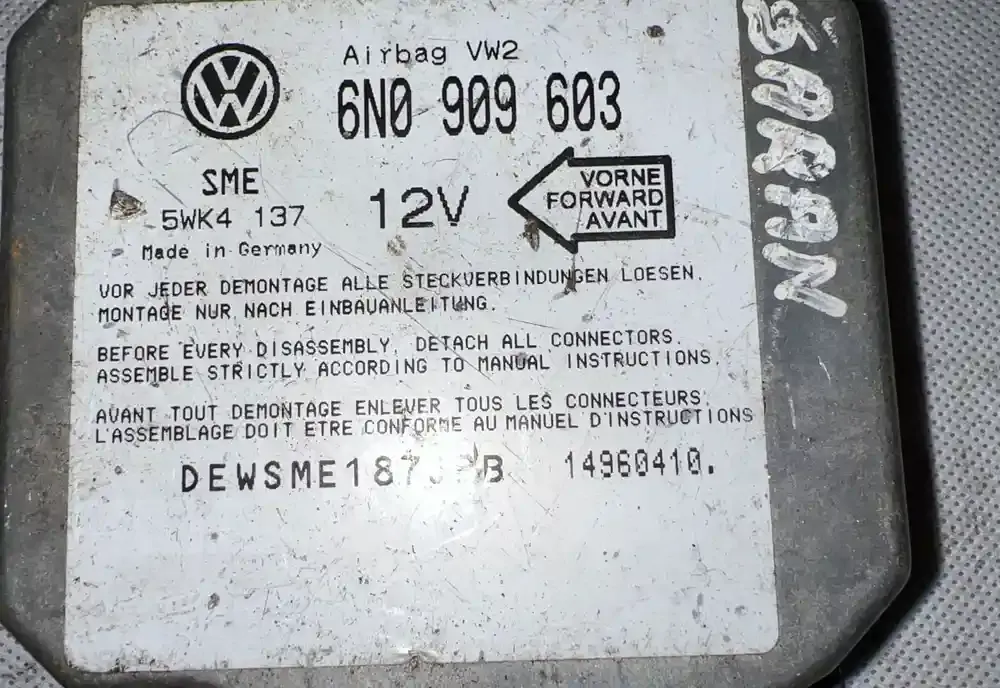 Airbag VW2
6N0 909 603
SME
5WK4 137
Made in Germany
12V
VORNE
FORWARD
AVANT
VOR JEDER DEMONTAGE ALLE STECKVERBINDUNGEN LOESEN.
MONTAGE NUR NACH EINBAUANLEITUNG.
BEFORE EVERY DISASSEMBLY, DETACH ALL CONNECTORS.
ASSEMBLE STRICTLY ACCORDING TO MANUAL INSTRUCTIONS.
AVANT TOUT DEMONTAGE ENLEVER TOUS LES CONNECTEURS.
L'ASSEMBLAGE DOIT ETRE CONFORME AU MANUEL D'INSTRUCTIONS
14960410.
SARAN